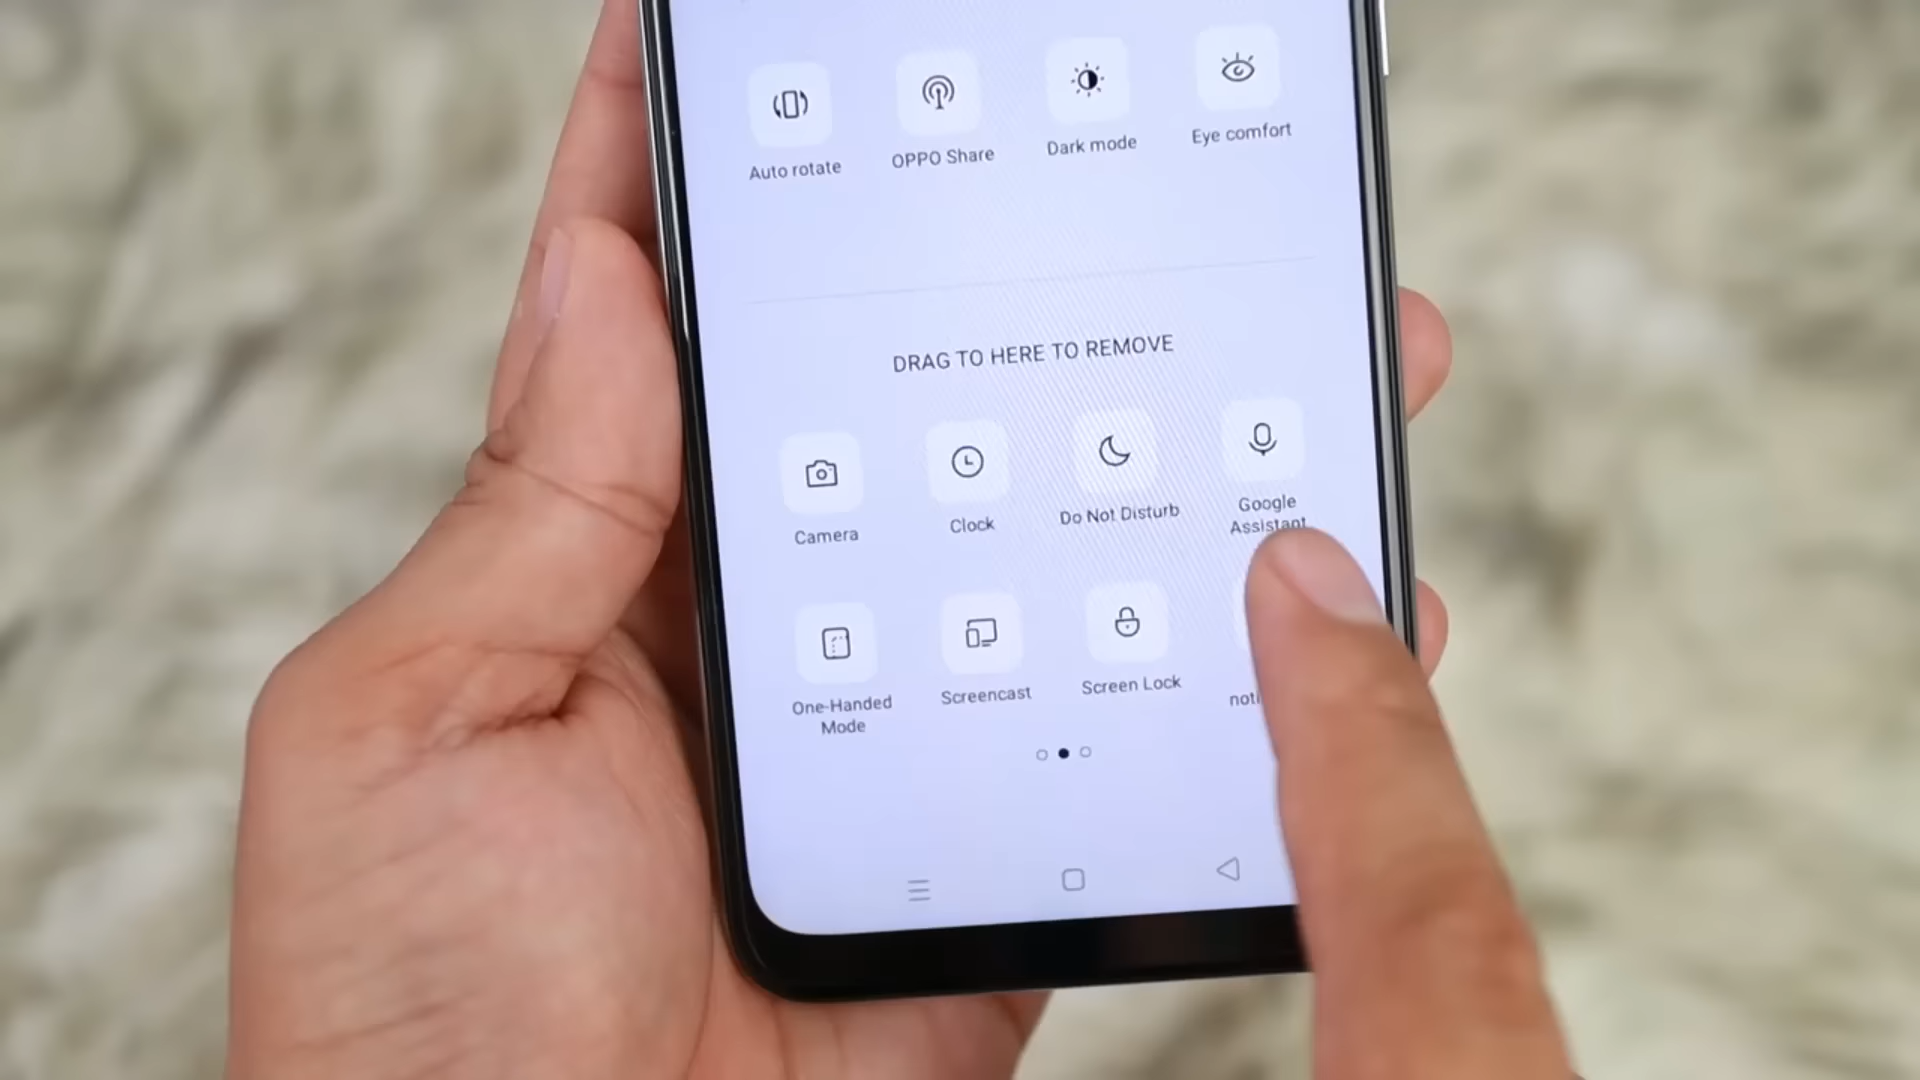 Auto rotate
OPPO Share
Dark mode
Eye comfort
DRAG TO HERE TO REMOVE
Camera
Clock
Do Not Disturb
Google
Assistant
One-Handed
Mode
Screencast
Screen Lock